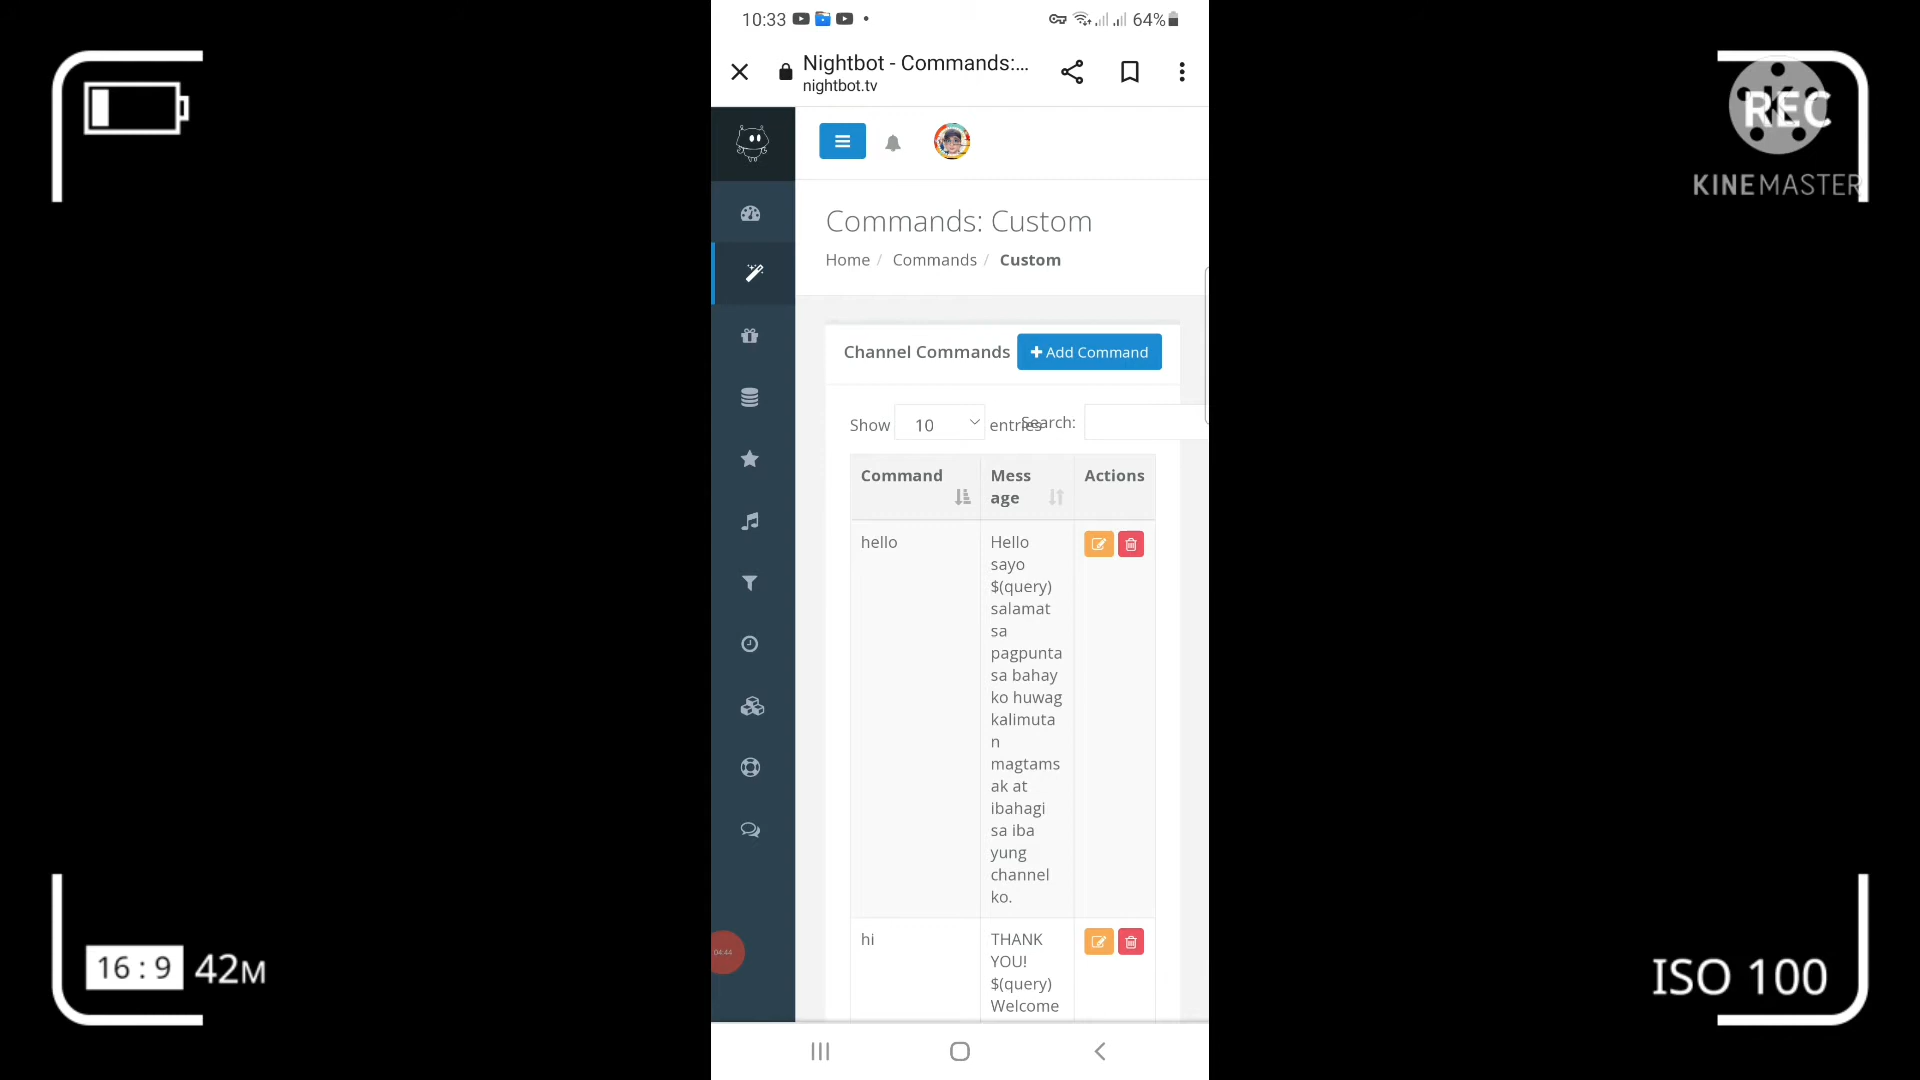 10:33
64%
REC
KINEMASTER
Nightbot - Commands:...
nightbot.tv
Commands: Custom
Home / Commands / Custom
Channel Commands
+ Add Command
Show 10 entries
Search:
Command
Mess
age
Actions
hello
Hello
sayo
$(query)
salamat
sa
pagpunta
sa bahay
ko huwag
kalimuta
n
magtams
ak at
ibahagi
sa iba
yung
channel
ko.
hi
THANK
YOU!
$(query)
Welcome
04:44
16:9 42M
ISO 100